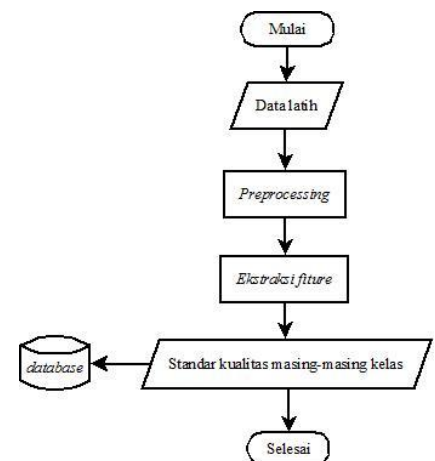 Mulai
Data latih
Preprocessing
Ekstraksi fiture
Standar kualitas masing-masing kelas
database
Selesai